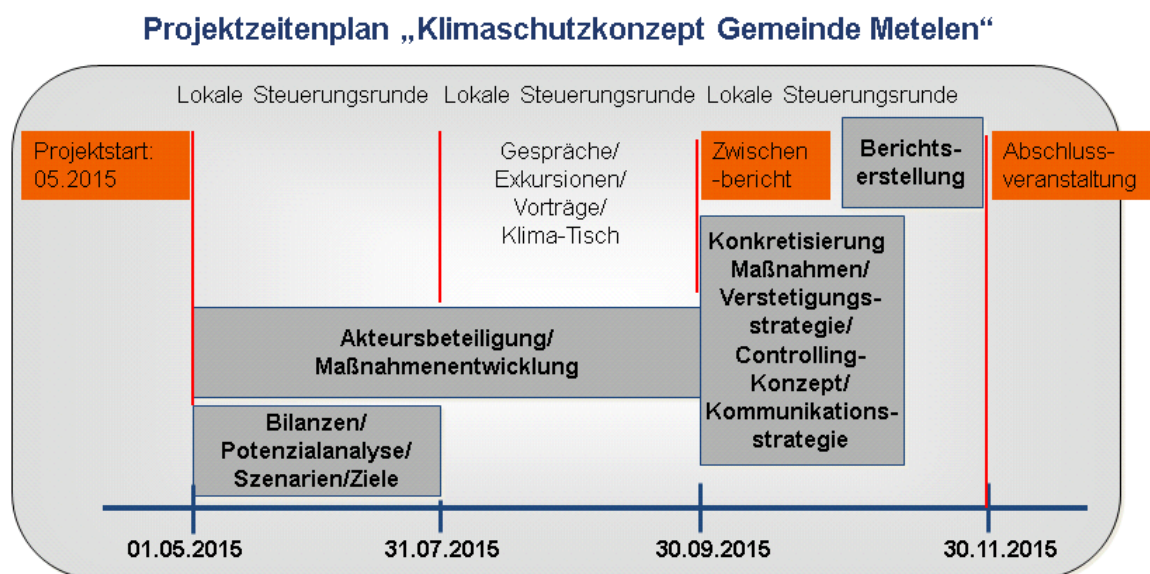 Projektzeitenplan „Klimaschutzkonzept Gemeinde Metelen“
Lokale Steuerungsrunde
Lokale Steuerungsrunde
Lokale Steuerungsrunde
Projektstart:
05.2015
Gespräche/
Exkursionen/
Vorträge/
Klima-Tisch
Zwischen
-bericht
Berichts-
erstellung
Abschluss-
veranstaltung
Akteursbeteiligung/
Maßnahmenentwicklung
Konkretisierung
Maßnahmen/
Verstetigungs-
strategie/
Controlling-
Konzept/
Kommunikations-
strategie
Bilanzen/
Potenzialanalyse/
Szenarien/Ziele
01.05.2015
31.07.2015
30.09.2015
30.11.2015